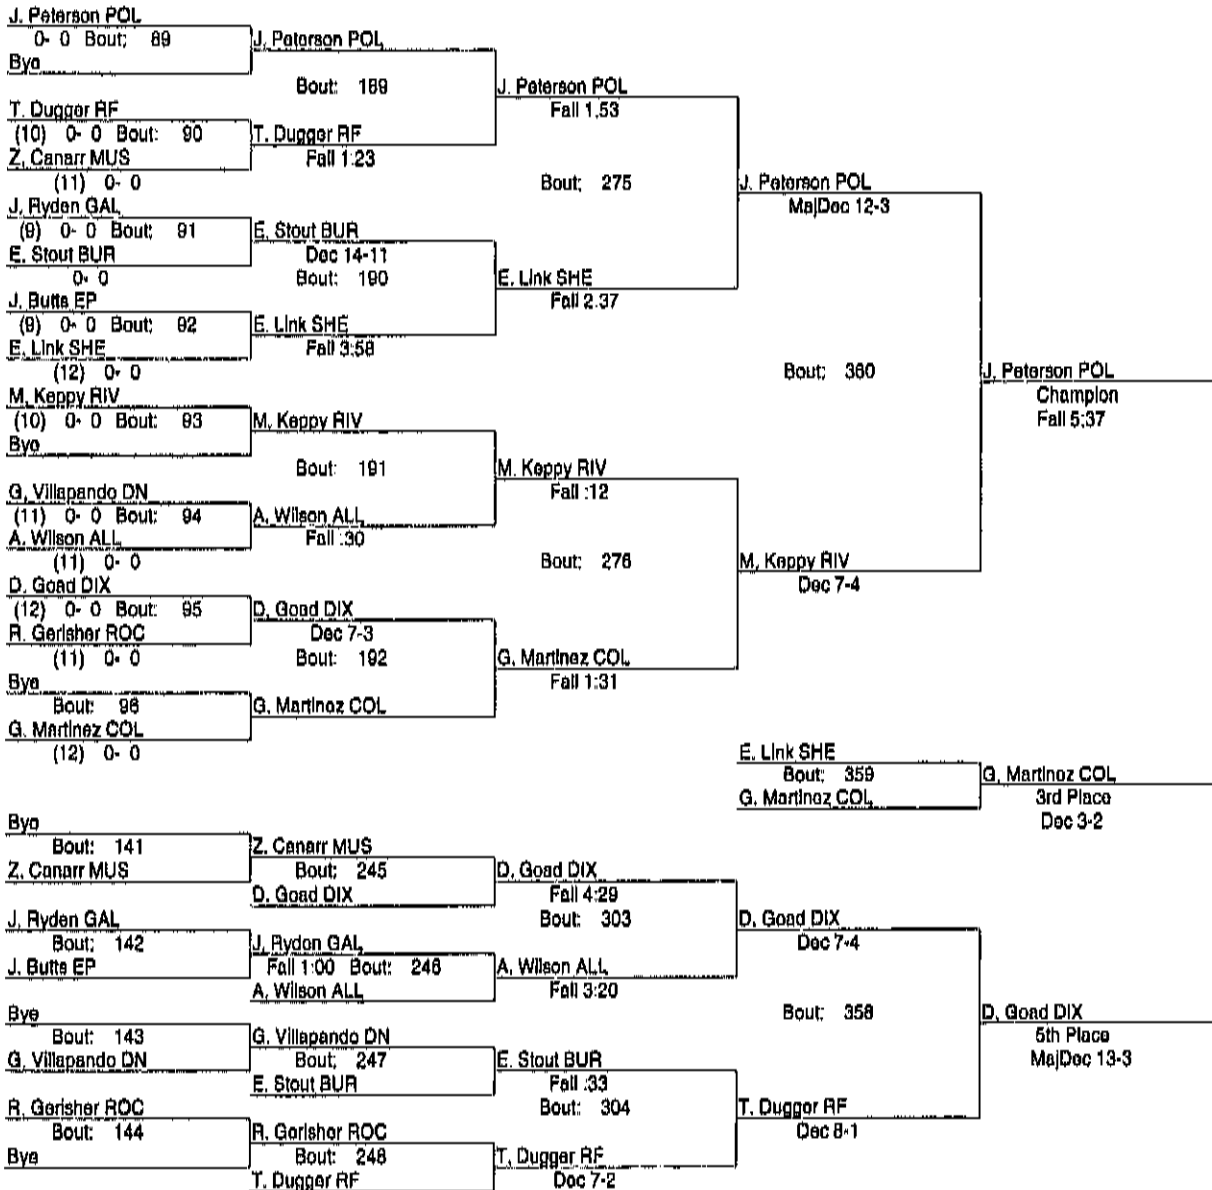 J. Peterson POL
0- 0 Bout: 89
Bye
J. Peterson POL
Bout: 189
T. Dugger RF
(10) 0- 0 Bout: 90
Z. Canarr MUS
(11) 0- 0
T. Dugger RF
Fall 1:23
J. Peterson POL
Fall 1.53
Bout: 275
J. Ryden GAL
(9) 0- 0 Bout: 91
E. Stout BUR
0- 0
E. Stout BUR
Dec 14-11
Bout: 190
J. Butts EP
(9) 0- 0 Bout: 92
E. Link SHE
(12) 0- 0
E. Link SHE
Fall 3:58
E. Link SHE
Fall 2.37
J. Peterson POL
MajDec 12-3
Bout: 360
M. Keppy RIV
(10) 0- 0 Bout: 93
Bye
M. Keppy RIV
Bout: 191
G. Villapando DN
(11) 0- 0 Bout: 94
A. Wilson ALL
(11) 0- 0
A. Wilson ALL
Fall :30
M. Keppy RIV
Fall :12
Bout: 276
D. Goad DIX
(12) 0- 0 Bout: 95
R. Gerisher ROC
(11) 0- 0
D. Goad DIX
Dec 7-3
Bout: 192
Bye
Bout: 96
G. Martinez COL
(12) 0- 0
G. Martinez COL
G. Martinez COL
Fall 1:31
M. Keppy RIV
Dec 7-4
J. Peterson POL
Champion
Fall 5:37
E. Link SHE
Bout: 359
G. Martinez COL
G. Martinez COL
3rd Place
Dec 3-2
Bye
Bout: 141
Z. Canarr MUS
Z. Canarr MUS
Bout: 245
D. Goad DIX
D. Goad DIX
Fall 4:29
Bout: 303
J. Ryden GAL
Bout: 142
J. Butts EP
J. Ryden GAL
Fall 1:00 Bout: 246
A. Wilson ALL
A. Wilson ALL
Fall 3:20
D. Goad DIX
Dec 7-4
Bout: 358
Bye
Bout: 143
G. Villapando DN
G. Villapando DN
Bout: 247
E. Stout BUR
E. Stout BUR
Fall :33
Bout: 304
R. Gerisher ROC
Bout: 144
Bye
R. Gerisher ROC
Bout: 248
T. Dugger RF
T. Dugger RF
Dec 7-2
T. Dugger RF
Dec 8-1
D. Goad DIX
5th Place
MajDec 13-3